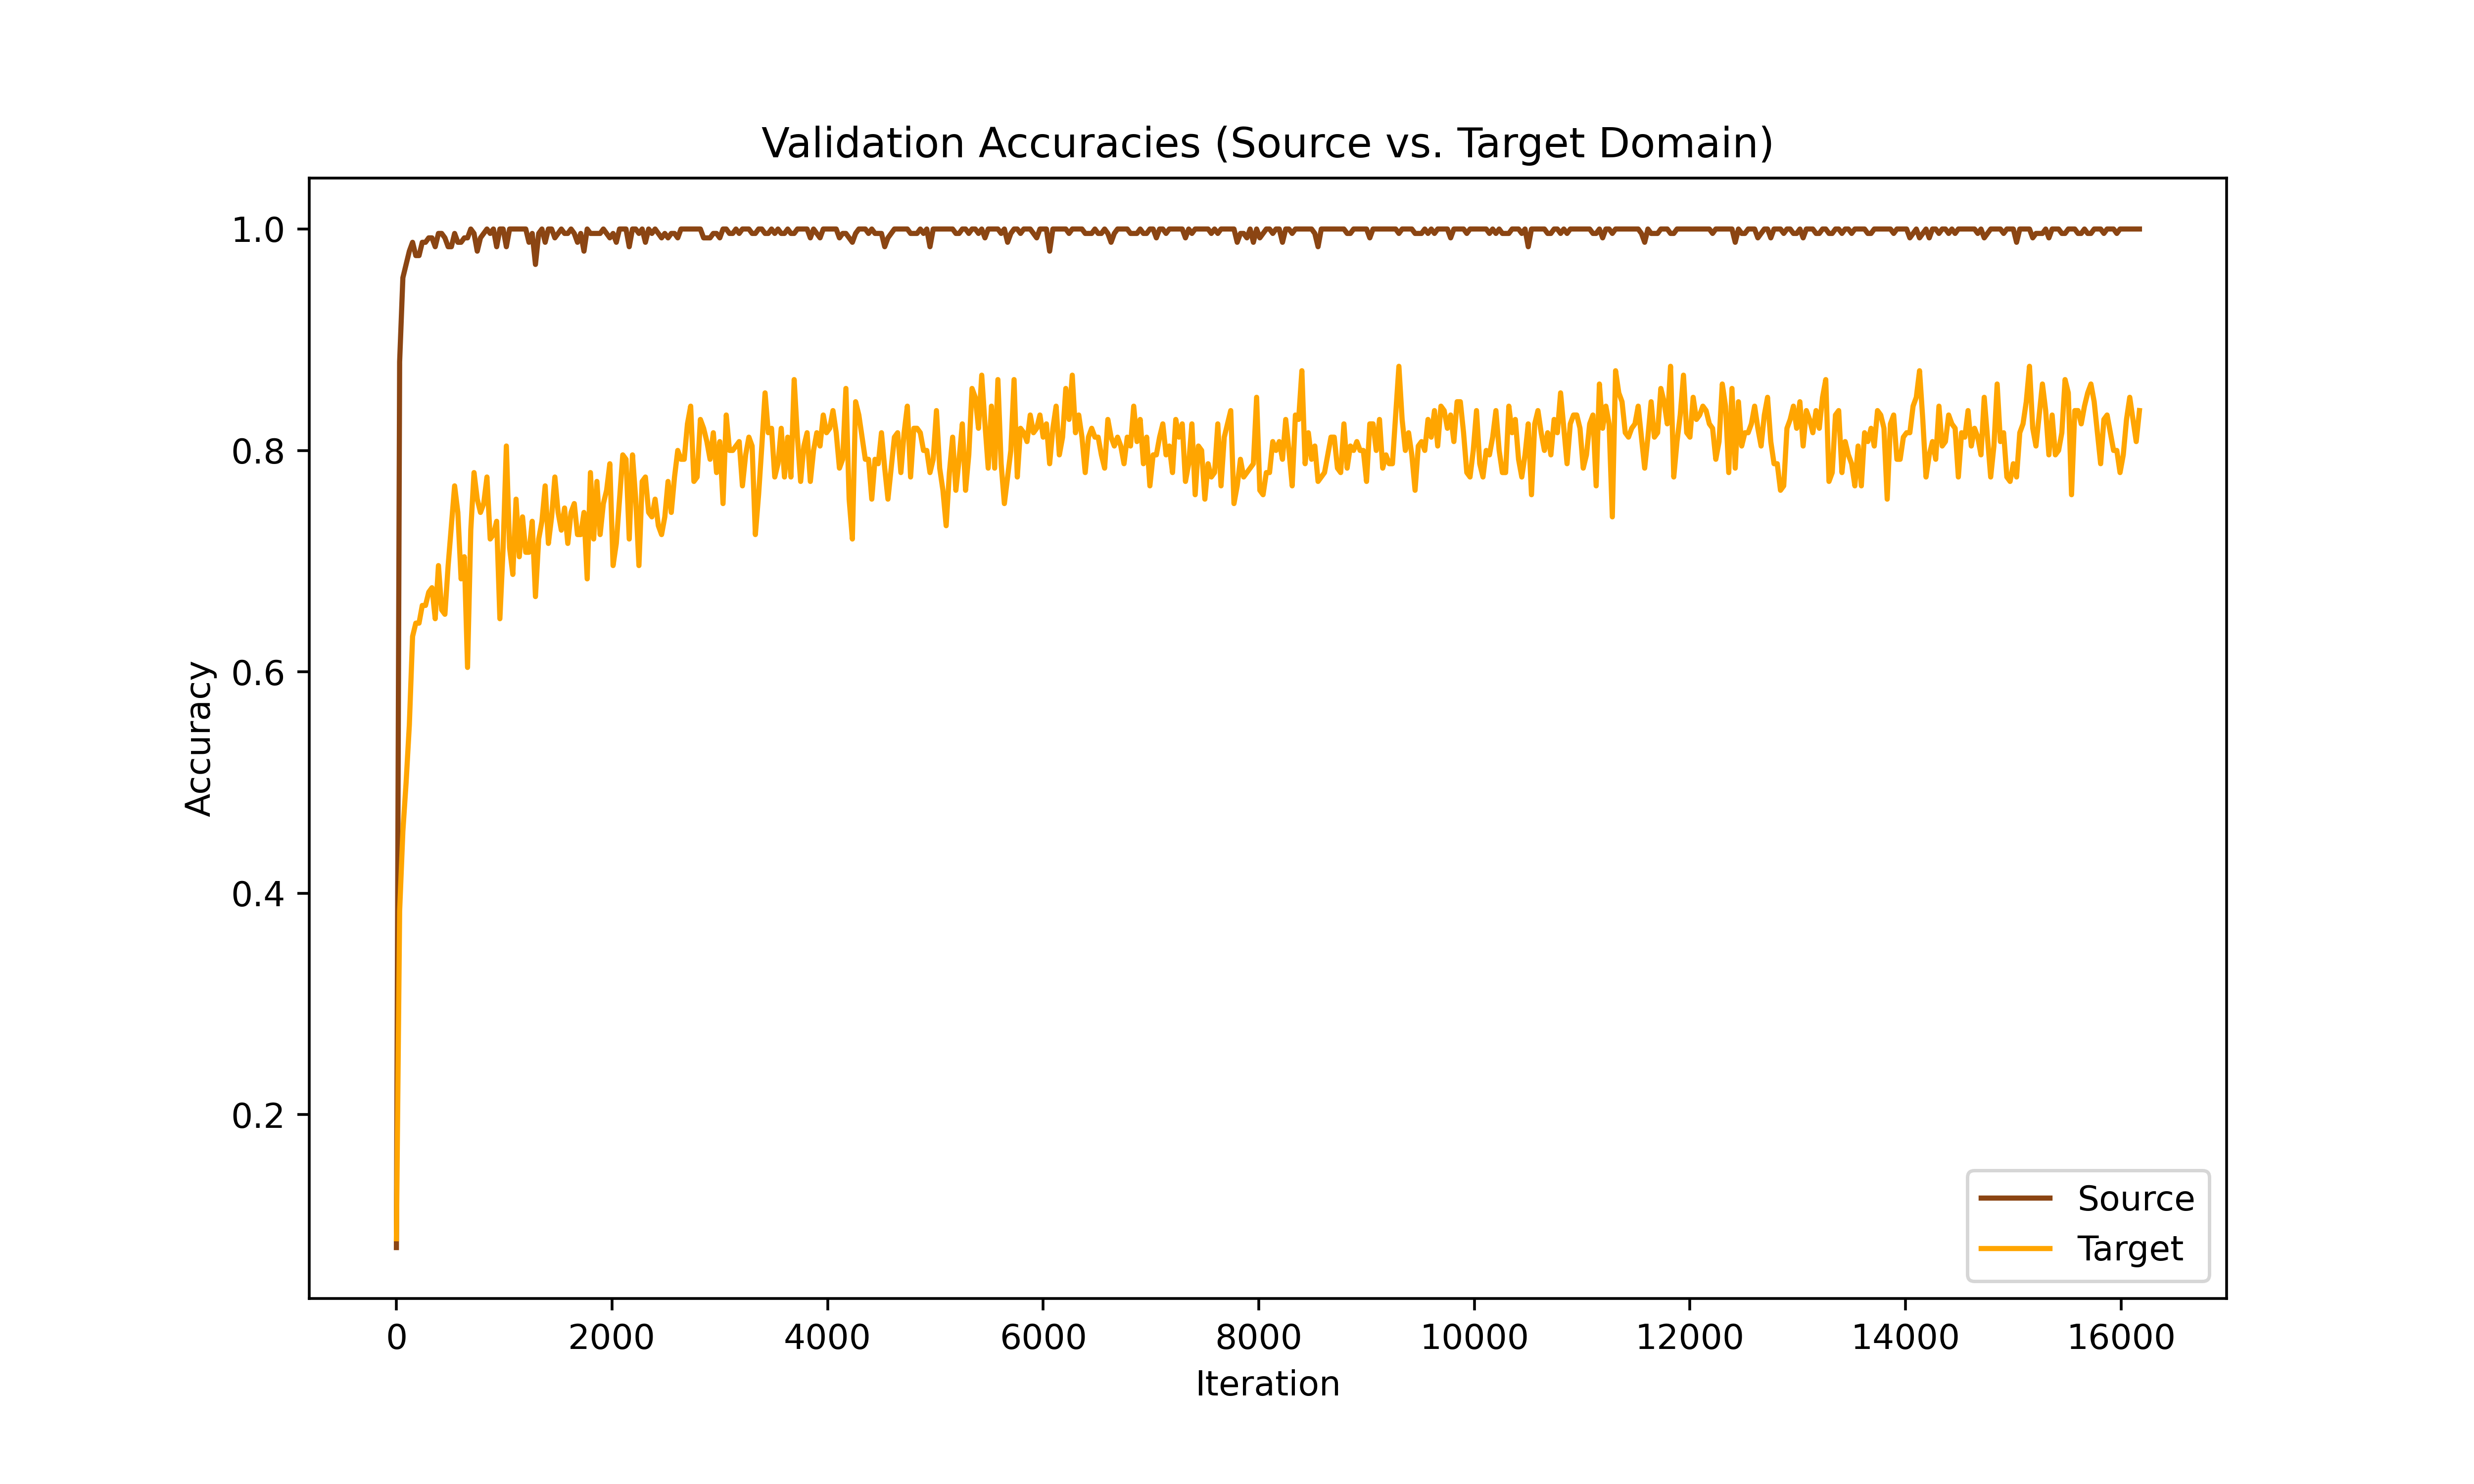 Validation Accuracies (Source vs. Target Domain)
1.0
0.8
0.6
0.4
0.2
Accuracy
0 2000 4000 6000 8000 10000 12000 14000 16000
Iteration
Source
Target